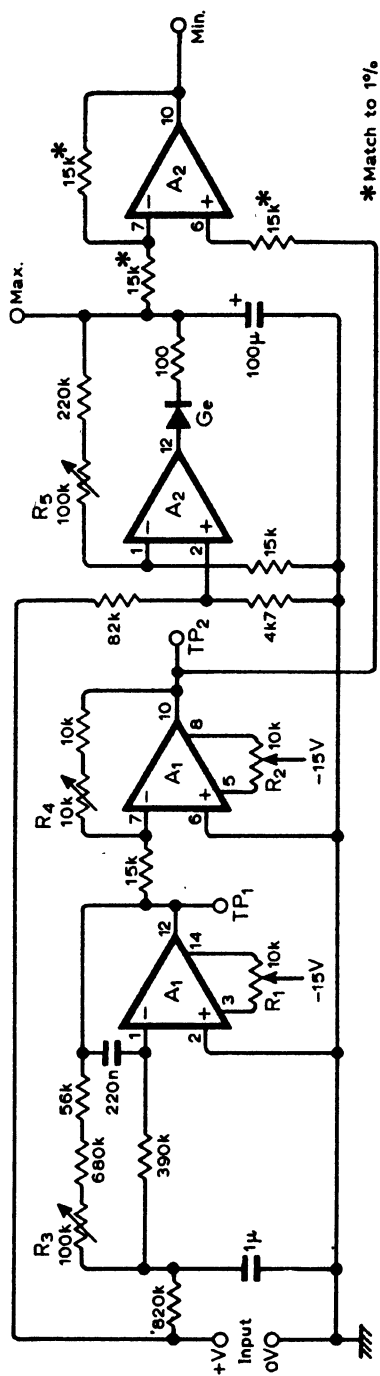 +V
Input
0V
'820k
1μ
R3
100k
680k
56k
220n
390k
1
2
A1
12
14
3
10k
R1
-15V
TP1
15k
R4
10k
10k
7
6
A1
10
8
5
10k
R2
-15V
TP2
82k
4k7
R5
100k
220k
1
2
A2
12
15k
Ge
100
100μ
+
Max.
15k*
15k*
7
6
A2
10
15k*
Min.
*Match to 1%